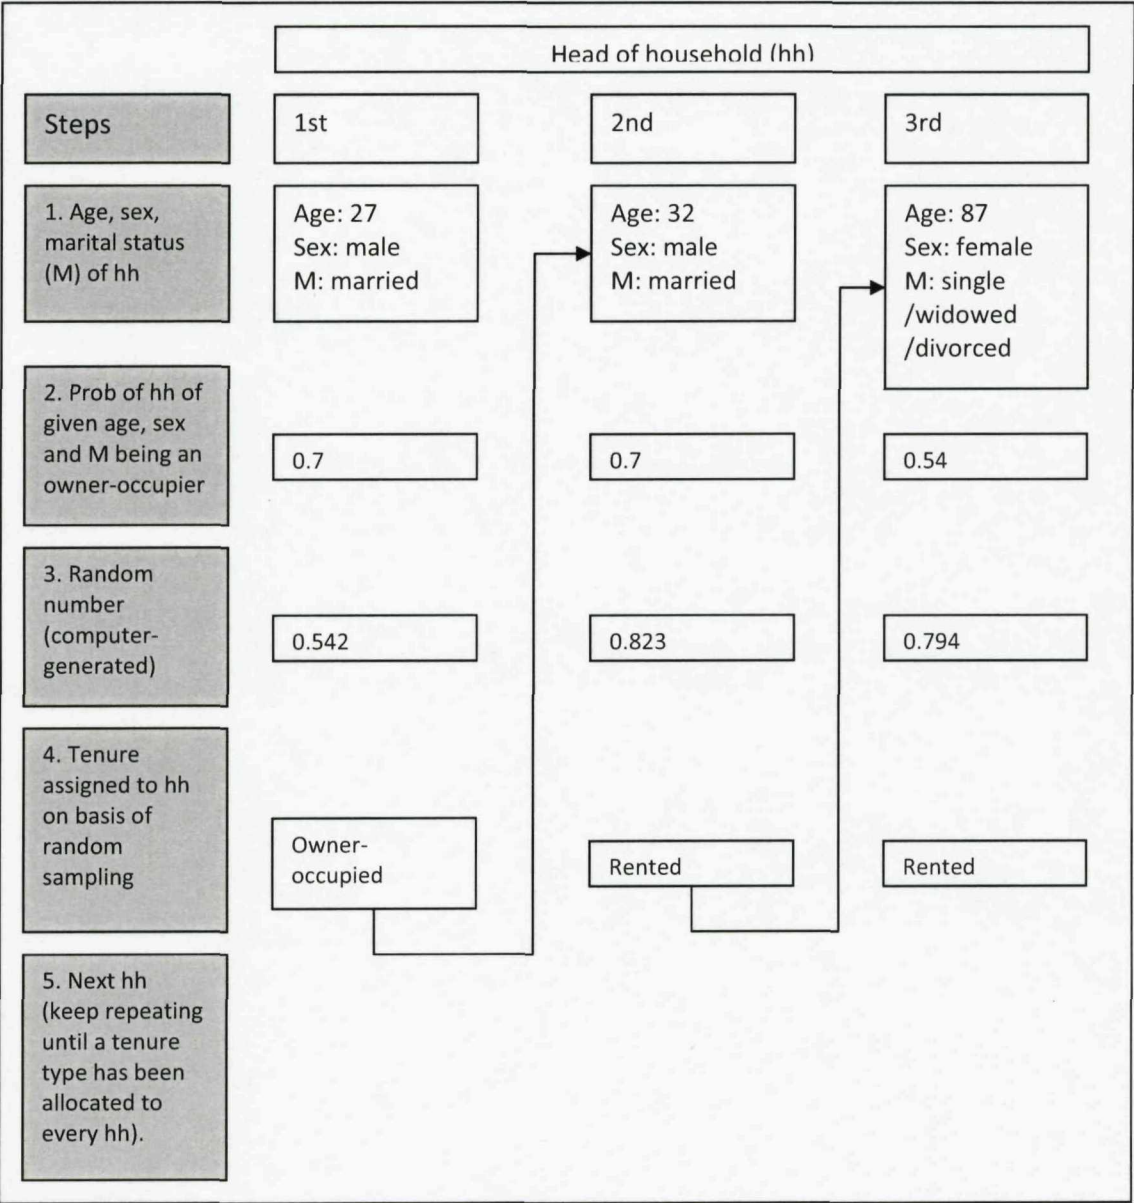 Head of household (hh)
Steps
1st
2nd
3rd
1. Age, sex,
marital status
(M) of hh
Age: 27
Sex: male
M: married
Age: 32
Sex: male
M: married
Age: 87
Sex: female
M: single
/widowed
/divorced
2. Prob of hh of
given age, sex
and M being an
owner-occupier
0.7
0.7
0.54
3. Random
number
(computer-
generated)
0.542
0.823
0.794
4. Tenure
assigned to hh
on basis of
random
sampling
Owner-
occupied
Rented
Rented
5. Next hh
(keep repeating
until a tenure
type has been
allocated to
every hh).